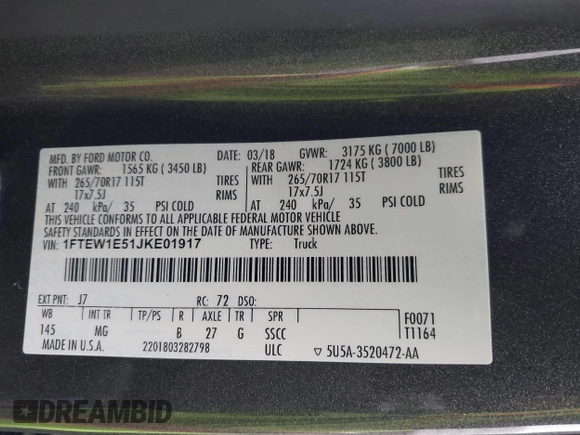 MFD. BY FORD MOTOR CO.
03/18
GVWR: 3175 KG ( 7000 LB)
FRONT GAWR: 1565 KG ( 3450 LB)
REAR GAWR: 1724 KG ( 3800 LB)
WITH 265/70R17 115T TIRES
WITH 265/70R17 115T TIRES
17x7.5J RIMS
17x7.5J RIMS
AT 240 kPa/ 35 PSI COLD
AT 240 kPa/ 35 PSI COLD
THIS VEHICLE CONFORMS TO ALL APPLICABLE FEDERAL MOTOR VEHICLE
SAFETY STANDARDS IN EFFECT ON THE DATE OF MANUFACTURE SHOWN ABOVE.
VIN: 1FTEW1E51JKE01917
TYPE: Truck
EXT PNT: J7
RC: 72 DSO:
WB INT TR TP/PS R AXLE TR SPR
F0071
145 MG B 27 G SSCC
T1164
MADE IN U.S.A.
2201803282798
ULC
▽ 5U5A-3520472-AA
DREAMBID